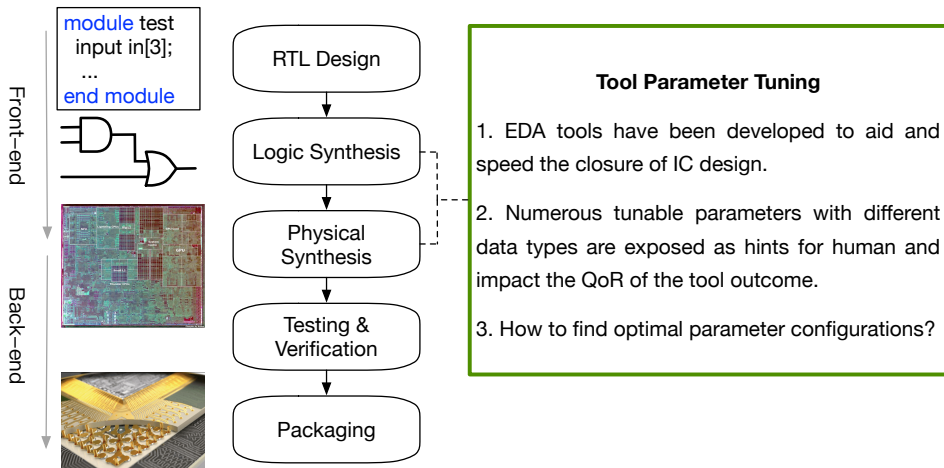 module test
input in[3];
...
end module
Front-end
Back-end
RTL Design
Logic Synthesis
Physical
Synthesis
Testing &
Verification
Packaging
Tool Parameter Tuning
1. EDA tools have been developed to aid and
speed the closure of IC design.
2. Numerous tunable parameters with different
data types are exposed as hints for human and
impact the QoR of the tool outcome.
3. How to find optimal parameter configurations?